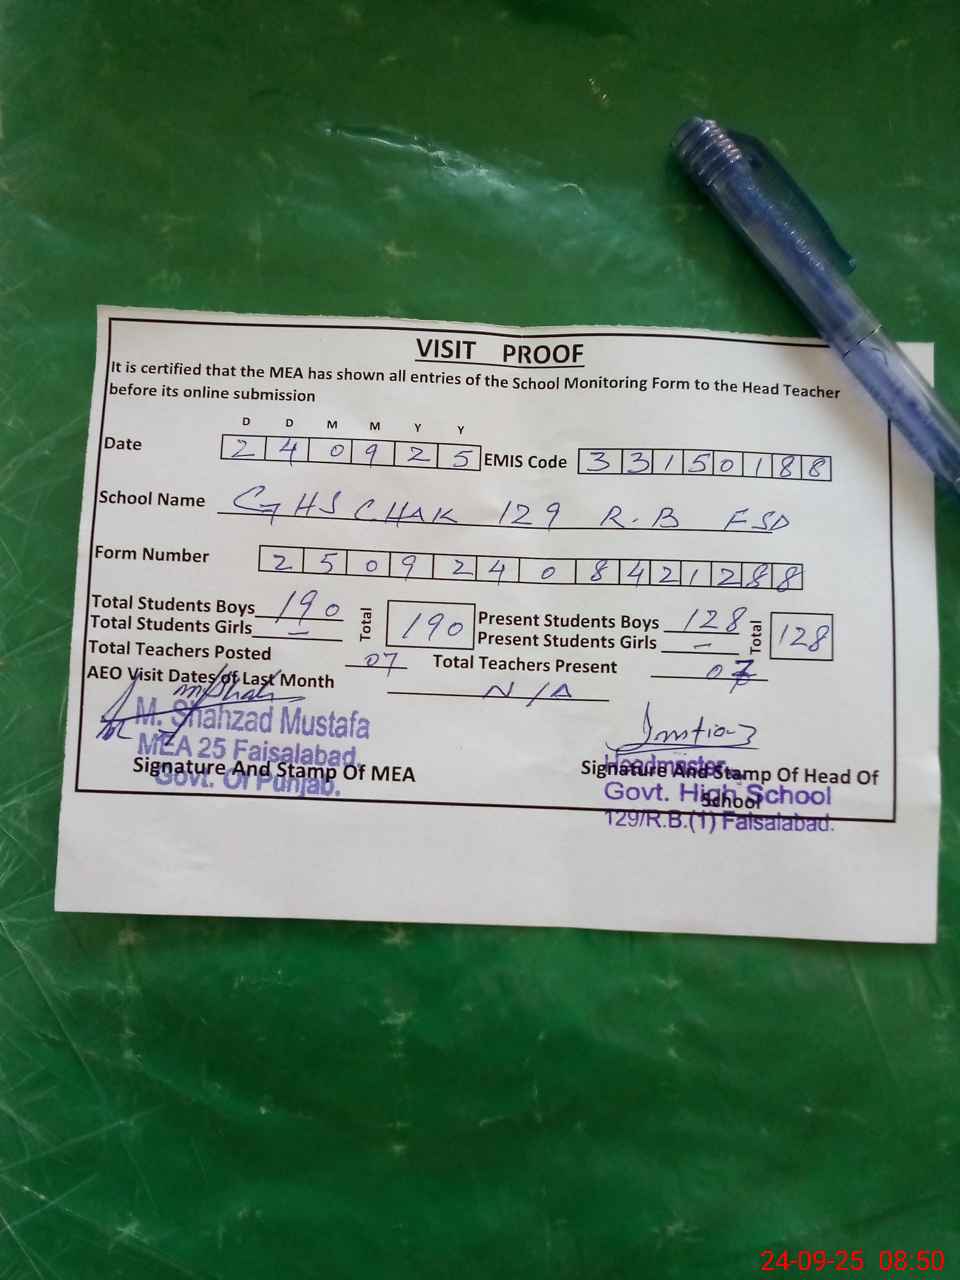 VISIT PROOF
It is certified that the MEA has shown all entries of the School Monitoring Form to the Head Teacher
before its online submission
D D M M Y Y
Date 2 4 0 9 2 5 EMIS Code 3 3 1 5 0 1 8 8
School Name GHS CHAK 129 R.B FSD
Form Number 2 5 0 9 2 4 0 8 4 2 1 2 8 8
Total Students Boys 190 Total 190 Present Students Boys 128 Total 128
Total Students Girls - Present Students Girls -
Total Teachers Posted 07 Total Teachers Present 07
AEO Visit Dates of Last Month N/A
M. Shahzad Mustafa
MEA 25 Faisalabad.
Govt. Of Punjab.
Signature And Stamp Of MEA
Imtiaz
Signature And Stamp Of Head Of
School
Headmaster
Govt. High School
129/R.B.(1) Faisalabad.
24-09-25 08:50